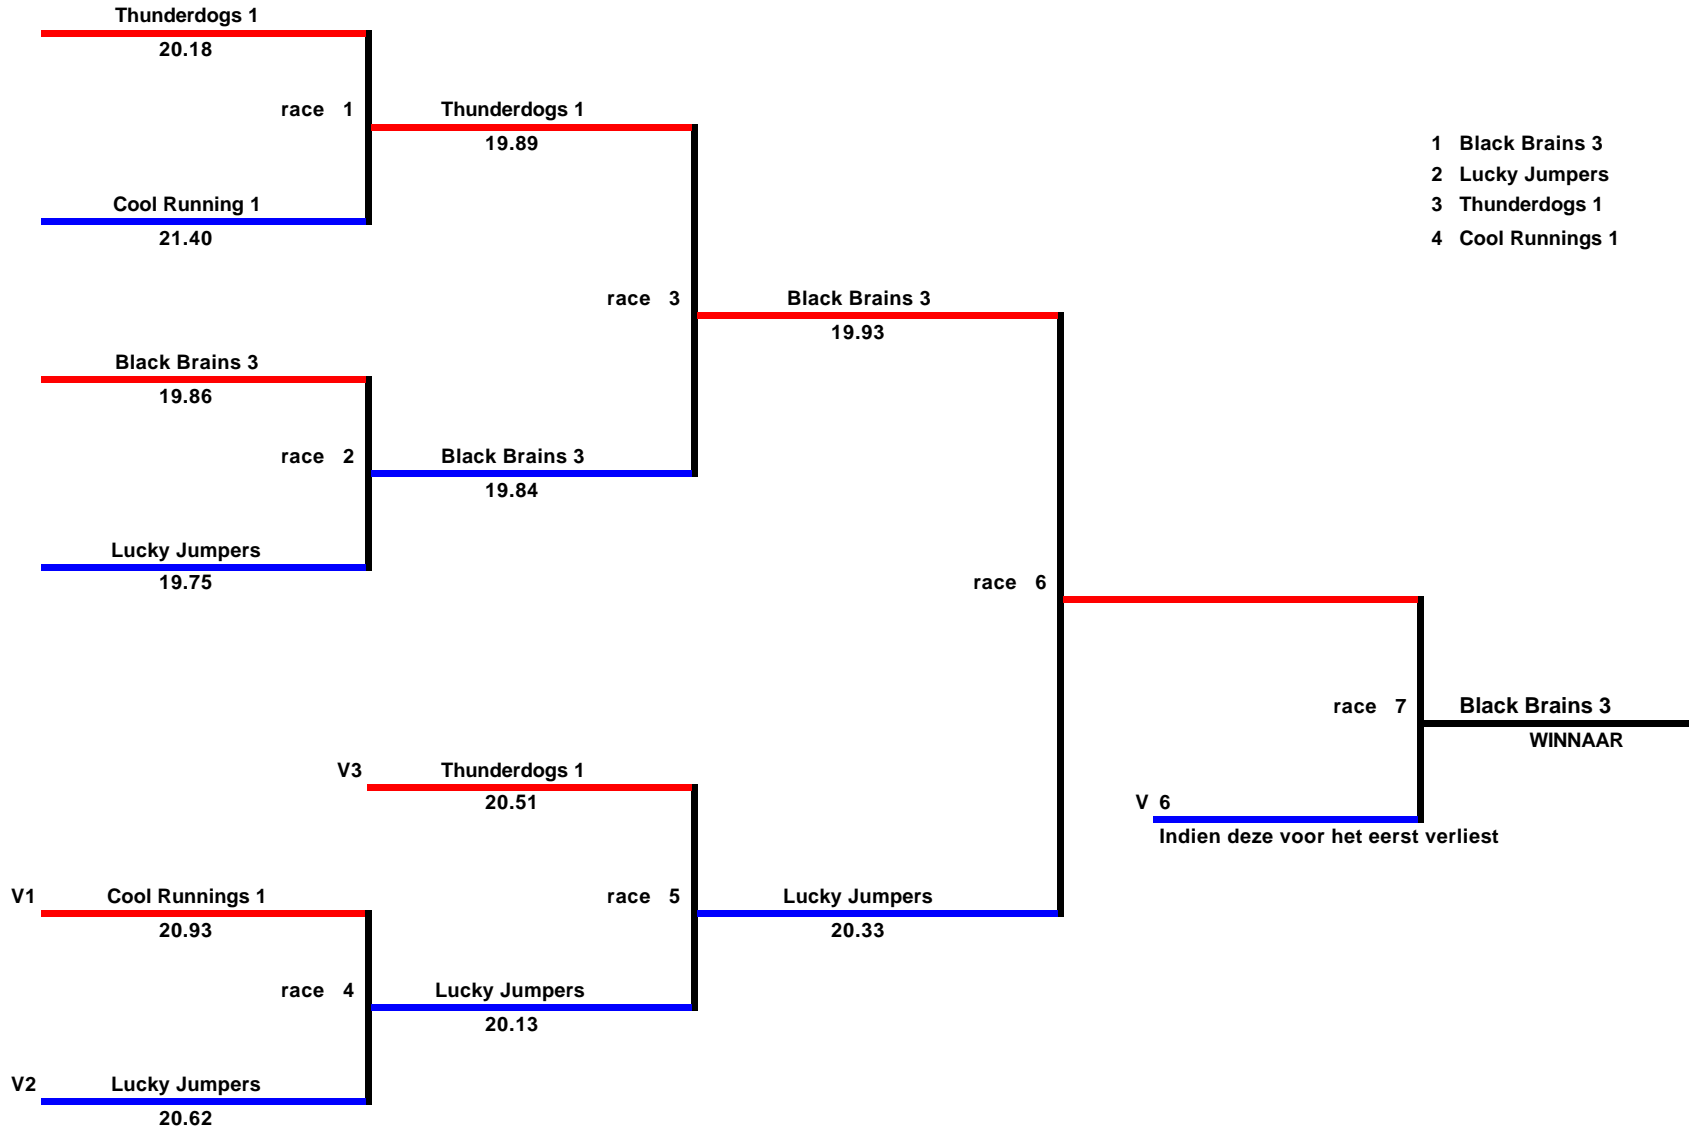 Thunderdogs 1
20.18
race 1
Thunderdogs 1
19.89
Cool Running 1
21.40
1 Black Brains 3
2 Lucky Jumpers
3 Thunderdogs 1
4 Cool Runnings 1
race 3
Black Brains 3
19.93
Black Brains 3
19.86
race 2
Black Brains 3
19.84
Lucky Jumpers
19.75
race 6
race 7
Black Brains 3
WINNAAR
V3
Thunderdogs 1
20.51
V 6
Indien deze voor het eerst verliest
V1
Cool Runnings 1
20.93
race 5
Lucky Jumpers
20.33
race 4
Lucky Jumpers
20.13
V2
Lucky Jumpers
20.62